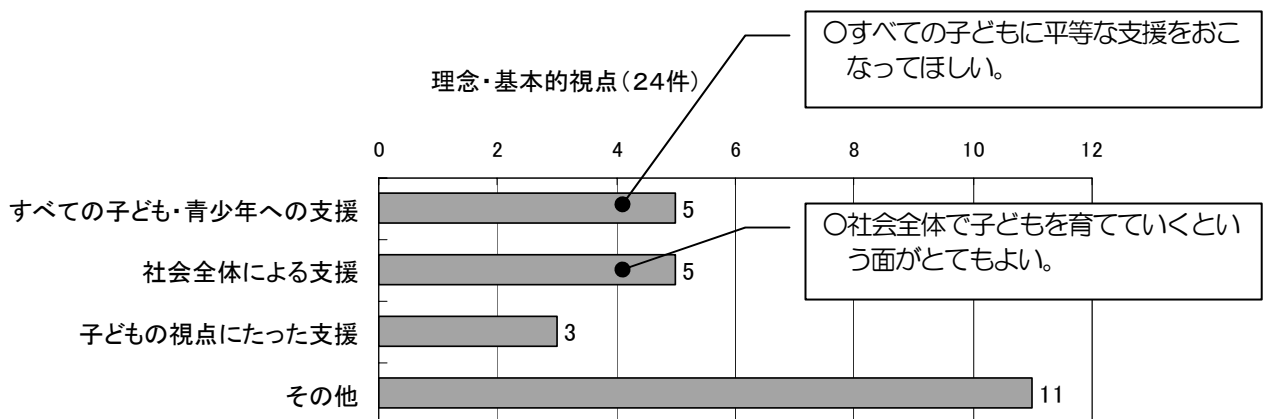 〇すべての子どもに平等な支援をおこ
なってほしい。
理念・基本的視点(24件)
0 2 4 6 8 10 12
すべての子ども・青少年への支援 5
〇社会全体で子どもを育てていくとい
う面がとてもよい。
社会全体による支援 5
子どもの視点にたった支援 3
その他 11